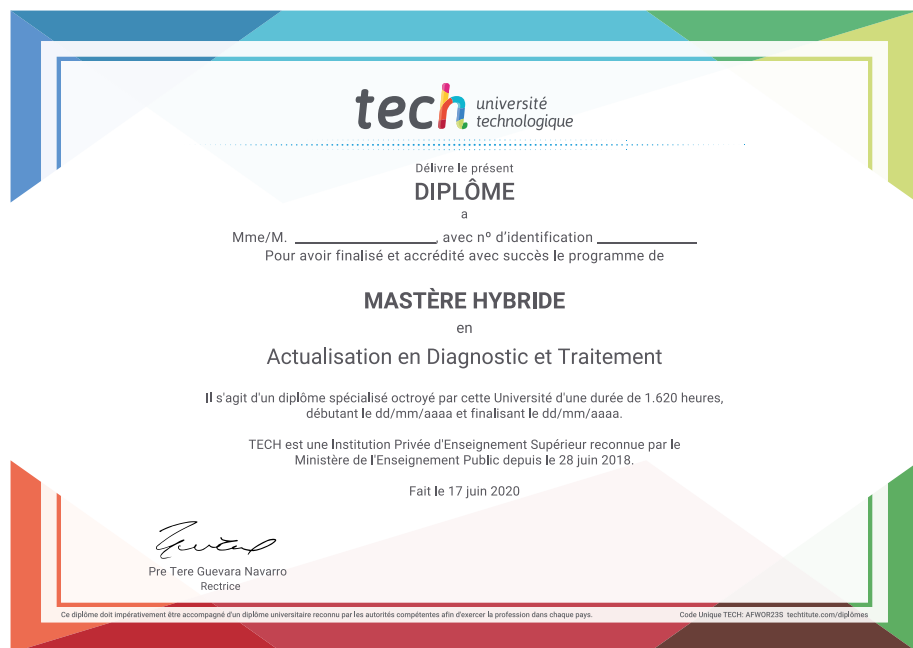 tech université
technologique
Délivre le présent
DIPLÔME
a
Mme/M. ________________, avec nº d'identification ____________
Pour avoir finalisé et accrédité avec succès le programme de
MASTÈRE HYBRIDE
en
Actualisation en Diagnostic et Traitement
Il s'agit d'un diplôme spécialisé octroyé par cette Université d'une durée de 1.620 heures,
débutant le dd/mm/aaaa et finalisant le dd/mm/aaaa.
TECH est une Institution Privée d'Enseignement Supérieur reconnue par le
Ministère de l'Enseignement Public depuis le 28 juin 2018.
Fait le 17 juin 2020
Pre Tere Guevara Navarro
Rectrice
Ce diplôme doit impérativement être accompagné d'un diplôme universitaire reconnu par les autorités compétentes afin d'exercer la profession dans chaque pays. Code Unique TECH: AFWOR23S techtitute.com/diplômes